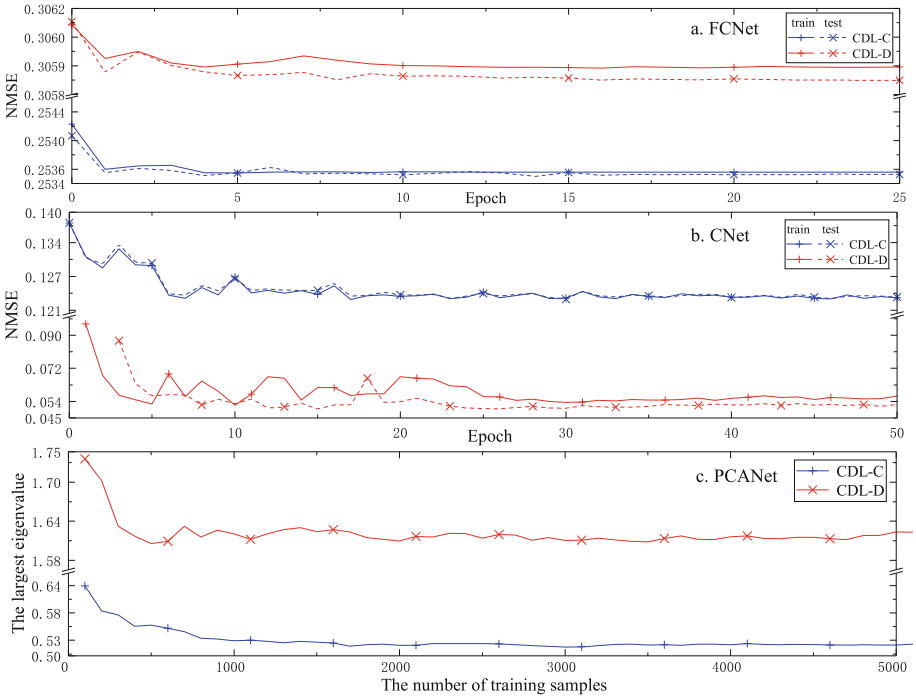 0.3062
0.3060
0.3059
0.3058
0.2544
0.2540
0.2536
0.2534
NMSE
a. FCNet
train test
CDL-C
CDL-D
0 5 10 15 20 25
Epoch
0.140
0.134
0.127
0.121
0.090
0.072
0.054
0.045
NMSE
b. CNet
train test
CDL-C
CDL-D
0 10 20 30 40 50
Epoch
1.75
1.70
1.64
1.58
0.64
0.58
0.53
0.50
The largest eigenvalue
c. PCANet
CDL-C
CDL-D
0 1000 2000 3000 4000 5000
The number of training samples